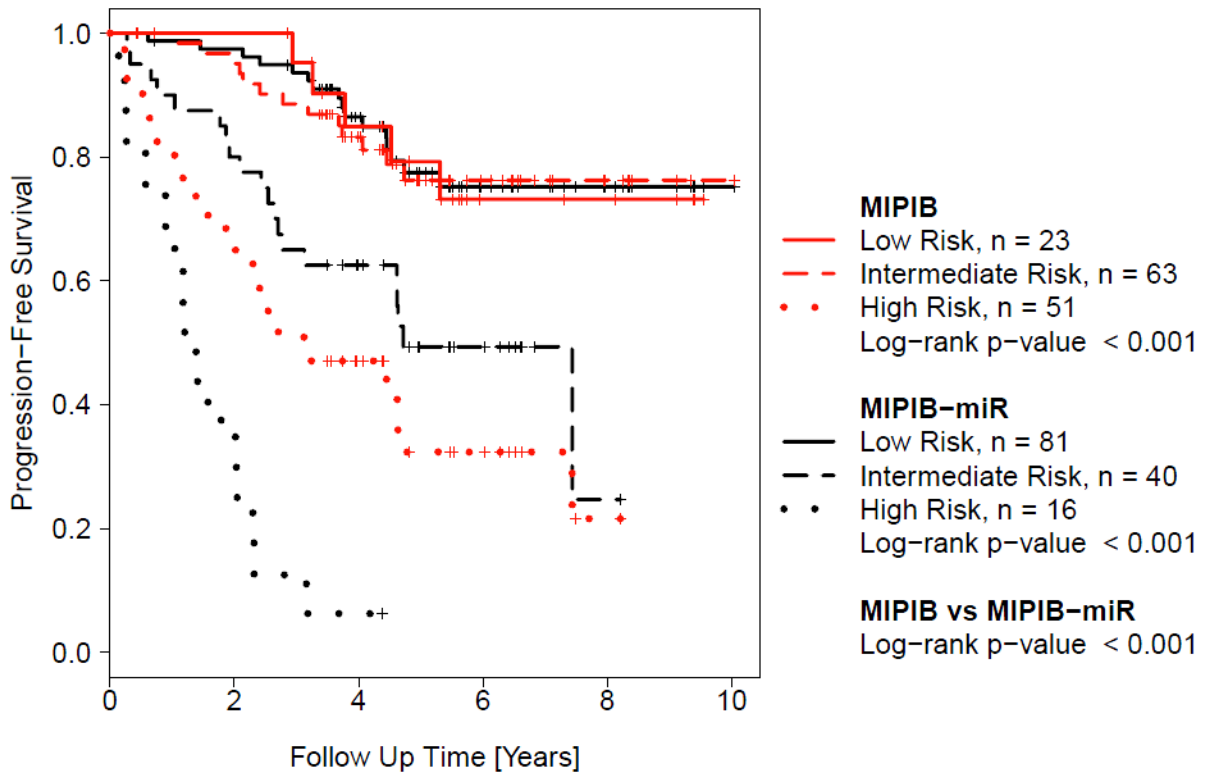 Progression−Free Survival
1.0
0.8
0.6
0.4
0.2
0.0
0
2
4
6
8
10
Follow Up Time [Years]
MIPIB
Low Risk, n = 23
Intermediate Risk, n = 63
High Risk, n = 51
Log−rank p−value < 0.001
MIPIB−miR
Low Risk, n = 81
Intermediate Risk, n = 40
High Risk, n = 16
Log−rank p−value < 0.001
MIPIB vs MIPIB−miR
Log−rank p−value < 0.001